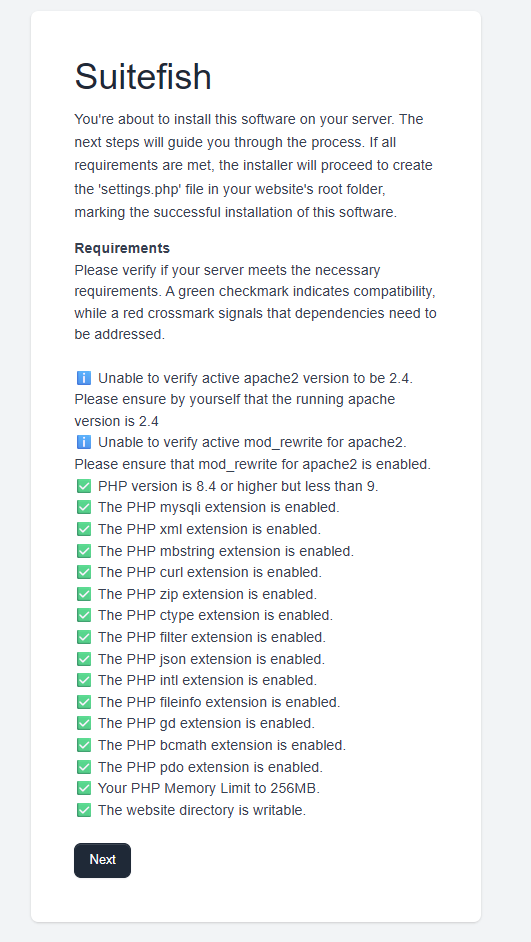 Suitefish
You're about to install this software on your server. The
next steps will guide you through the process. If all
requirements are met, the installer will proceed to create
the 'settings.php' file in your website's root folder,
marking the successful installation of this software.
Requirements
Please verify if your server meets the necessary
requirements. A green checkmark indicates compatibility,
while a red crossmark signals that dependencies need to
be addressed.
ℹ️ Unable to verify active apache2 version to be 2.4.
Please ensure by yourself that the running apache
version is 2.4
ℹ️ Unable to verify active mod_rewrite for apache2.
Please ensure that mod_rewrite for apache2 is enabled.
✅ PHP version is 8.4 or higher but less than 9.
✅ The PHP mysqli extension is enabled.
✅ The PHP xml extension is enabled.
✅ The PHP mbstring extension is enabled.
✅ The PHP curl extension is enabled.
✅ The PHP zip extension is enabled.
✅ The PHP ctype extension is enabled.
✅ The PHP filter extension is enabled.
✅ The PHP json extension is enabled.
✅ The PHP intl extension is enabled.
✅ The PHP fileinfo extension is enabled.
✅ The PHP gd extension is enabled.
✅ The PHP bcmath extension is enabled.
✅ The PHP pdo extension is enabled.
✅ Your PHP Memory Limit to 256MB.
✅ The website directory is writable.
Next